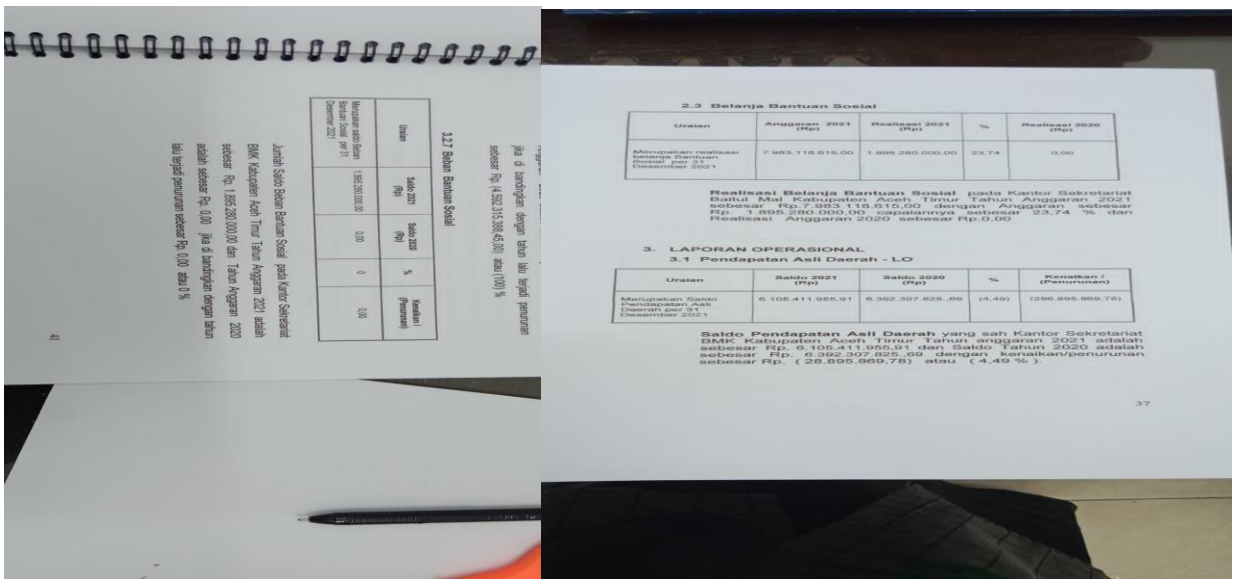 jika di bandingkan dengan tahun lalu terjadi penurunan
sebesar Rp. (4.592.315.388,45,00) atau (100) %
3.2.7 Beban Bantuan Sosial
Uraian Saldo 2021 (Rp) Saldo 2020 (Rp) % Kenaikan / (Penurunan)
Merupakan saldo Beban 1.895.280.000,00 0,00 0 0,00
Bantuan Sosial per 31
Desember 2021
Jumlah Saldo Beban Bantuan Sosial pada Kantor Sekretariat
BMK Kabupaten Aceh Timur Tahun Anggaran 2021 adalah
sebesar Rp. 1.895.280.000,00 dan Tahun Anggaran 2020
adalah sebesar Rp. 0,00 jika di bandingkan dengan tahun
lalu terjadi penurunan sebesar Rp. 0,00 atau 0 %
41
2.3 Belanja Bantuan Sosial
Uraian Anggaran 2021 (Rp) Realisasi 2021 (Rp) % Realisasi 2020 (Rp)
Merupakan realisasi 7.983.118.615,00 1.895.280.000,00 23,74 0,00
belanja Bantuan
Sosial per 31
Desember 2021
Realisasi Belanja Bantuan Sosial pada Kantor Sekretariat
Baitul Mal Kabupaten Aceh Timur Tahun Anggaran 2021
sebesar Rp.7.983.118.615,00 dengan Anggaran sebesar
Rp. 1.895.280.000,00 capaiannya sebesar 23,74 % dan
Realisasi Anggaran 2020 sebesar Rp.0,00
3. LAPORAN OPERASIONAL
3.1 Pendapatan Asli Daerah - LO
Uraian Saldo 2021 (Rp) Saldo 2020 (Rp) % Kenaikan / (Penurunan)
Merupakan Saldo 6.105.411.955,91 6.392.307.825,,69 (4,49) (286.895.869,78)
Pendapatan Asli
Daerah per 31
Desember 2021
Saldo Pendapatan Asli Daerah yang sah Kantor Sekretariat
BMK Kabupaten Aceh Timur Tahun anggaran 2021 adalah
sebesar Rp. 6.105.411.955,91 dan Saldo Tahun 2020 adalah
sebesar Rp. 6.392.307.825,,69 dengan kenaikan/penurunan
sebesar Rp. ( 28.895.869,78) atau ( 4,49 % ).
37